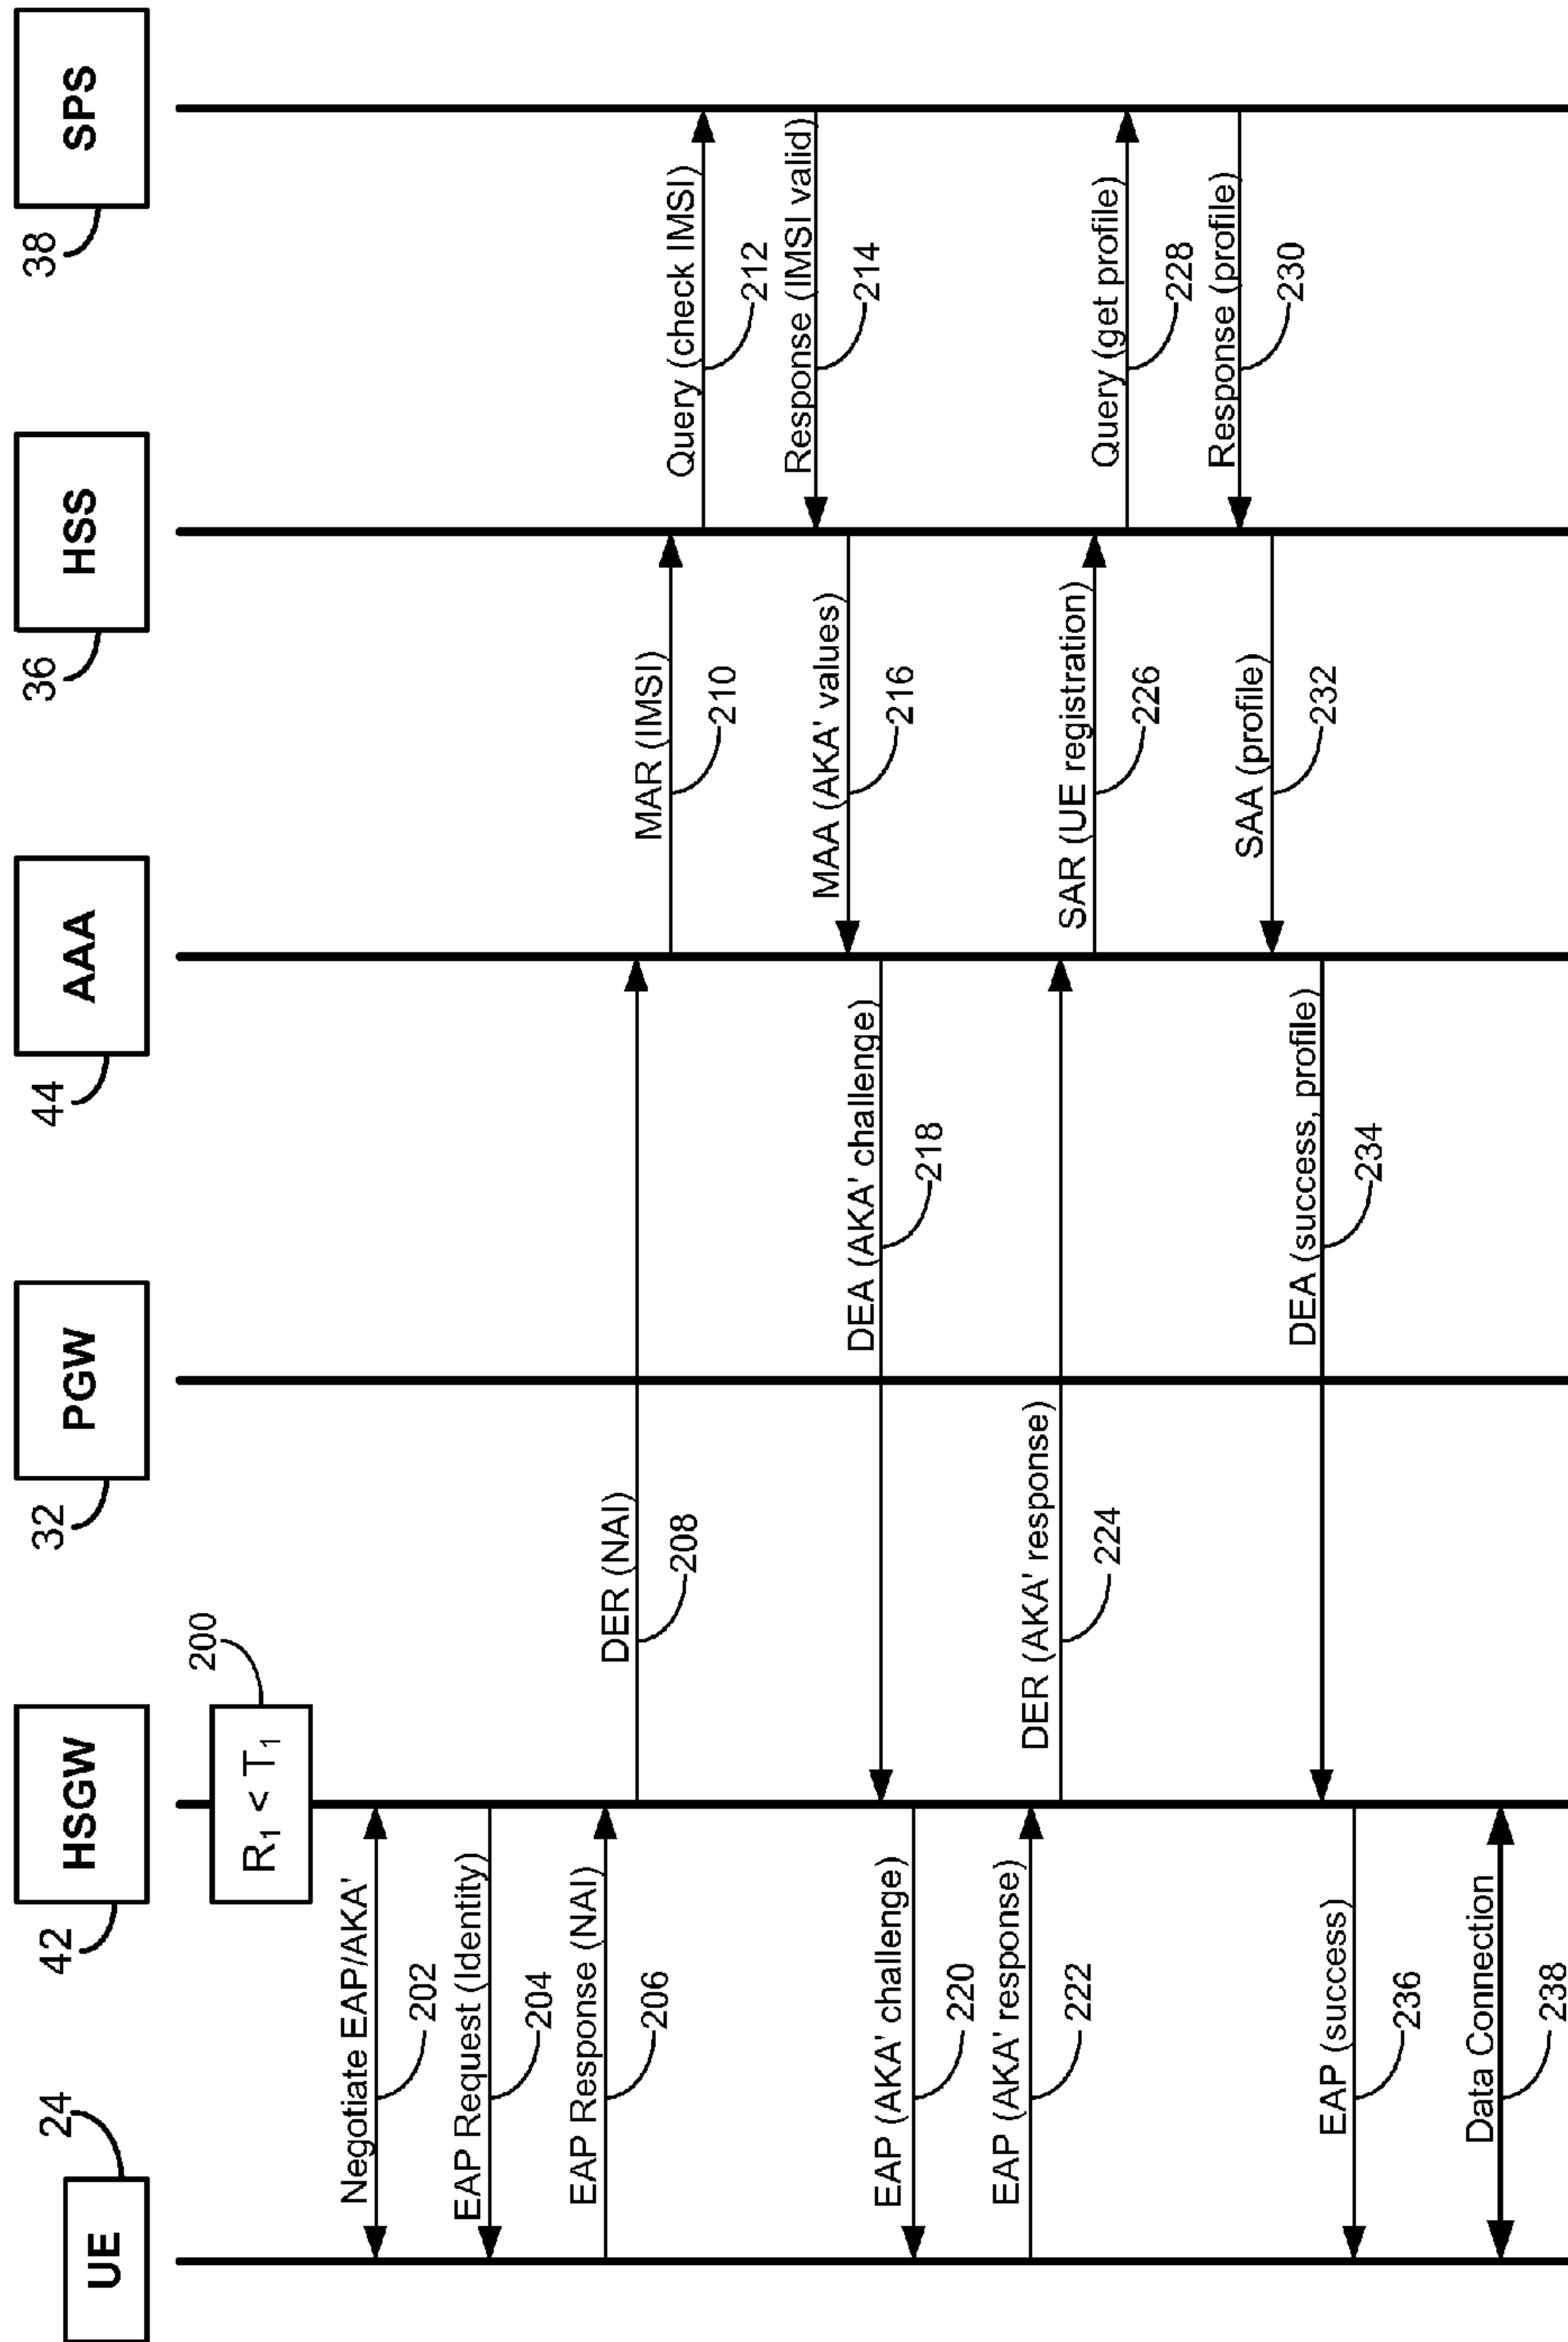 UE
24
HSGW
42
PGW
32
AAA
44
HSS
36
SPS
38
R₁ < T₁
200
Negotiate EAP/AKA'
202
EAP Request (Identity)
204
EAP Response (NAI)
206
DER (NAI)
208
MAR (IMSI)
210
Query (check IMSI)
212
Response (IMSI valid)
214
MAA (AKA' values)
216
DEA (AKA' challenge)
218
EAP (AKA' challenge)
220
EAP (AKA' response)
222
DER (AKA' response)
224
SAR (UE registration)
226
Query (get profile)
228
Response (profile)
230
SAA (profile)
232
DEA (success, profile)
234
EAP (success)
236
Data Connection
238